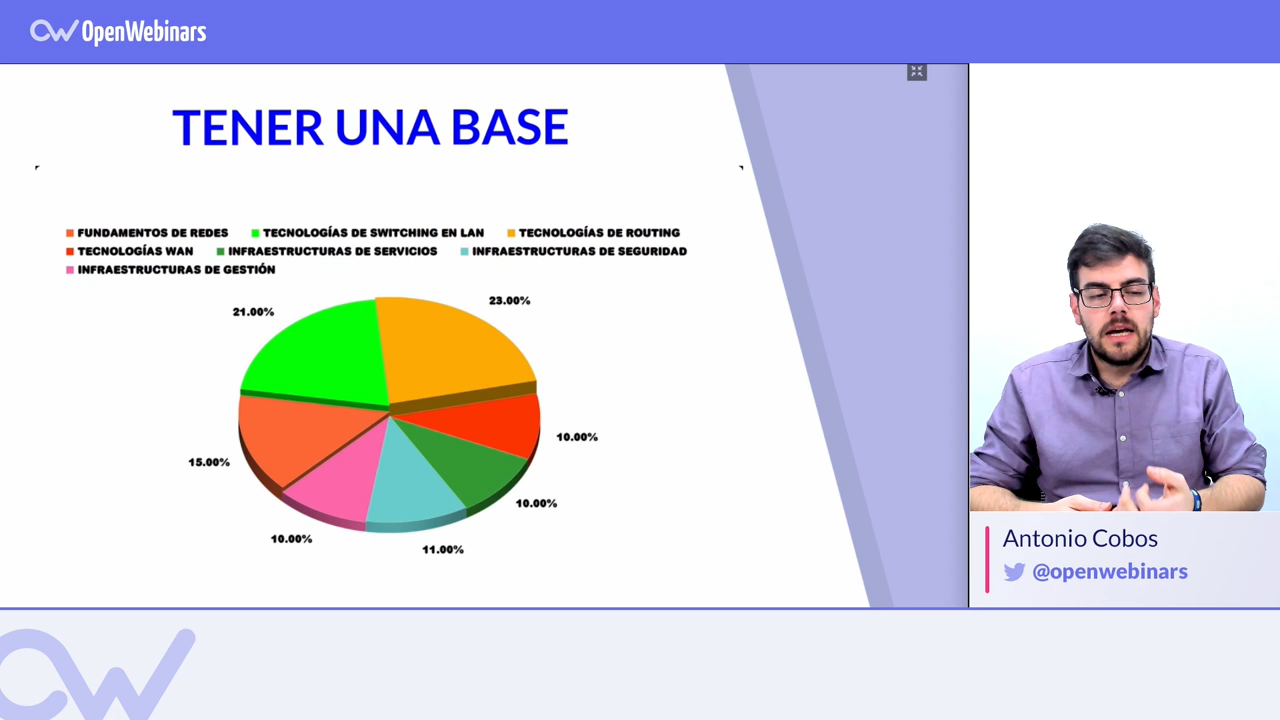 OpenWebinars
TENER UNA BASE
FUNDAMENTOS DE REDES TECNOLOGÍAS DE SWITCHING EN LAN TECNOLOGÍAS DE ROUTING
TECNOLOGÍAS WAN INFRAESTRUCTURAS DE SERVICIOS INFRAESTRUCTURAS DE SEGURIDAD
INFRAESTRUCTURAS DE GESTIÓN
21.00%
23.00%
10.00%
15.00%
10.00%
10.00%
11.00%
Antonio Cobos
@openwebinars